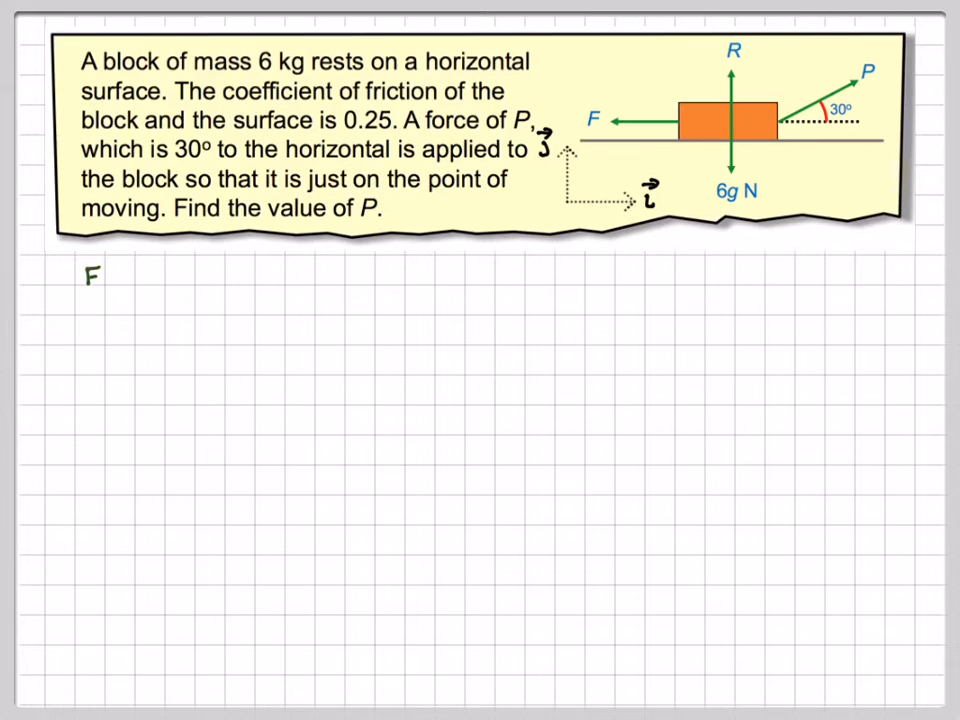 A block of mass 6 kg rests on a horizontal
surface. The coefficient of friction of the
block and the surface is 0.25. A force of P,
which is 30° to the horizontal is applied to
the block so that it is just on the point of
moving. Find the value of P.
R
P
30°
F
j
i
6g N
F